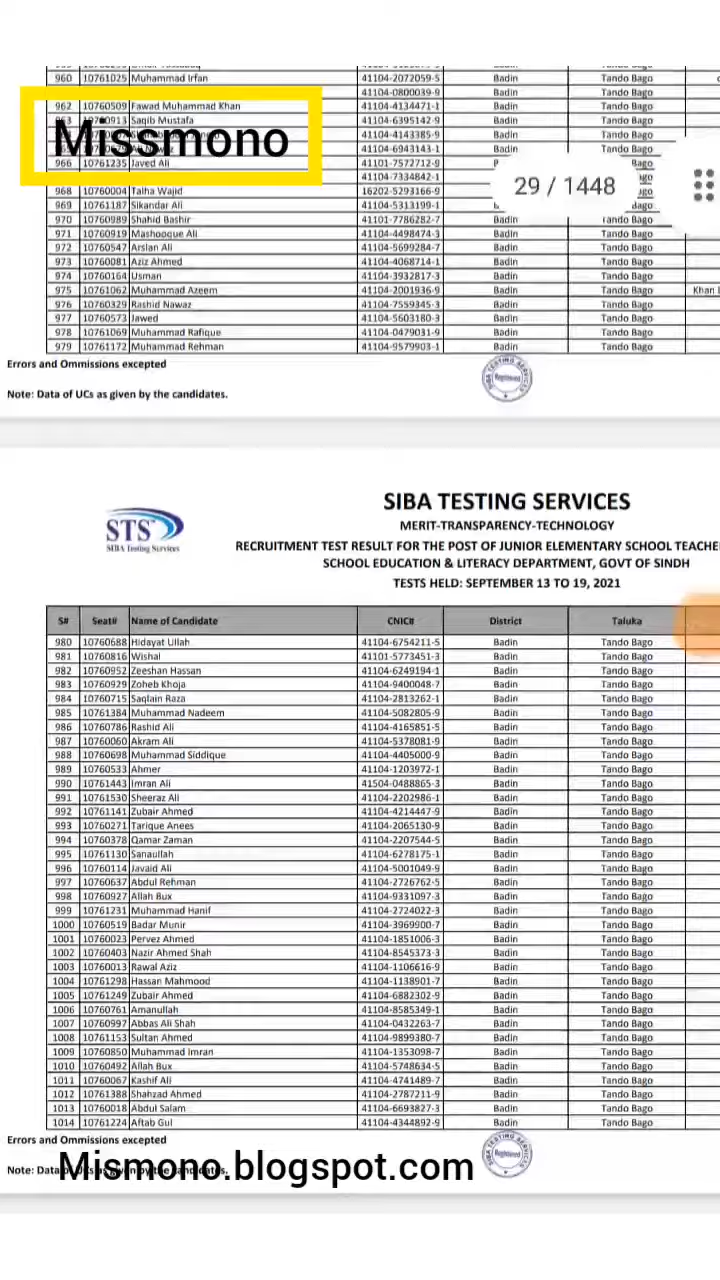 960 10761025 Muhammad Irfan 41104-2072059-5 Badin Tando Bago
41104-0800039-9 Badin Tando Bago
962 10760509 Fawad Muhammad Khan 41104-4134471-1 Badin Tando Bago
10760913 Saqib Mustafa 41104-6395142-9 Badin Tando Bago
41104-4143385-9 Badin Tando Bago
Missmono
41104-6943143-1 Badin Tando Bago
966 10761235 Javed Ali 41101-7572712-9 Bago
41104-7334842-1
29 / 1448
968 10760004 Talha Wajid 16202-5293166-9
969 10761187 Sikandar Ali 41104-5313199-1
970 10760989 Shahid Bashir 41101-7786282-7 Badin Tando Bago
971 10760919 Mashooque Ali 41104-4498474-3 Badin Tando Bago
972 10760547 Arslan Ali 41104-5699284-7 Badin Tando Bago
973 10760081 Aziz Ahmed 41104-4068714-1 Badin Tando Bago
974 10760164 Usman 41104-3932817-3 Badin Tando Bago
975 10761062 Muhammad Azeem 41104-2001936-9 Badin Tando Bago Khan
976 10760329 Rashid Nawaz 41104-7559345-3 Badin Tando Bago
977 10760573 Jawed 41104-5603180-3 Badin Tando Bago
978 10761069 Muhammad Rafique 41104-0479031-9 Badin Tando Bago
979 10761172 Muhammad Rehman 41104-9579903-1 Badin Tando Bago
Errors and Ommissions excepted
Note: Data of UCs as given by the candidates.
SIBA TESTING SERVICES
Registered
STS
SIBA Testing Services
SIBA TESTING SERVICES
MERIT-TRANSPARENCY-TECHNOLOGY
RECRUITMENT TEST RESULT FOR THE POST OF JUNIOR ELEMENTARY SCHOOL TEACHE
SCHOOL EDUCATION & LITERACY DEPARTMENT, GOVT OF SINDH
TESTS HELD: SEPTEMBER 13 TO 19, 2021
S# Seat# Name of Candidate CNIC# District Taluka
980 10760688 Hidayat Ullah 41104-6754211-5 Badin Tando Bago
981 10760816 Wishal 41101-5773451-3 Badin Tando Bago
982 10760952 Zeeshan Hassan 41104-6249194-1 Badin Tando Bago
983 10760929 Zoheb Khoja 41104-9400048-7 Badin Tando Bago
984 10760715 Saqlain Raza 41104-2813262-1 Badin Tando Bago
985 10761384 Muhammad Nadeem 41104-5082805-9 Badin Tando Bago
986 10760786 Rashid Ali 41104-4165851-5 Badin Tando Bago
987 10760060 Akram Ali 41104-5378081-9 Badin Tando Bago
988 10760698 Muhammad Siddique 41104-4405000-9 Badin Tando Bago
989 10760533 Ahmer 41104-1203972-1 Badin Tando Bago
990 10761443 Imran Ali 41504-0488865-3 Badin Tando Bago
991 10761530 Sheeraz Ali 41104-2202986-1 Badin Tando Bago
992 10761141 Zubair Ahmed 41104-4214447-9 Badin Tando Bago
993 10760271 Tarique Anees 41104-2065130-9 Badin Tando Bago
994 10760378 Qamar Zaman 41104-2207544-5 Badin Tando Bago
995 10761130 Sanaullah 41104-6278175-1 Badin Tando Bago
996 10760114 Javaid Ali 41104-5001049-9 Badin Tando Bago
997 10760637 Abdul Rehman 41104-2726762-5 Badin Tando Bago
998 10760927 Allah Bux 41104-9331097-3 Badin Tando Bago
999 10761231 Muhammad Hanif 41104-2724022-3 Badin Tando Bago
1000 10760519 Badar Munir 41104-3969900-7 Badin Tando Bago
1001 10760023 Pervez Ahmed 41104-1851006-3 Badin Tando Bago
1002 10760403 Nazir Ahmed Shah 41104-8545373-3 Badin Tando Bago
1003 10760013 Rawal Aziz 41104-1106616-9 Badin Tando Bago
1004 10761298 Hassan Mahmood 41104-1138901-7 Badin Tando Bago
1005 10761249 Zubair Ahmed 41104-6882302-9 Badin Tando Bago
1006 10760761 Amanullah 41104-8585349-1 Badin Tando Bago
1007 10760997 Abbas Ali Shah 41104-0432263-7 Badin Tando Bago
1008 10761153 Sultan Ahmed 41104-9899380-7 Badin Tando Bago
1009 10760850 Muhammad Imran 41104-1353098-7 Badin Tando Bago
1010 10760492 Allah Bux 41104-5748634-5 Badin Tando Bago
1011 10760067 Kashif Ali 41104-4741489-7 Badin Tando Bago
1012 10761388 Shahzad Ahmed 41104-2787211-9 Badin Tando Bago
1013 10760018 Abdul Salam 41104-6693827-3 Badin Tando Bago
1014 10761224 Aftab Gul 41104-4344892-9 Badin Tando Bago
Errors and Ommissions excepted
SIBA TESTING SERVICES
Registered
Note: Data of UCs as given by the candidates.
Mismono.blogspot.com